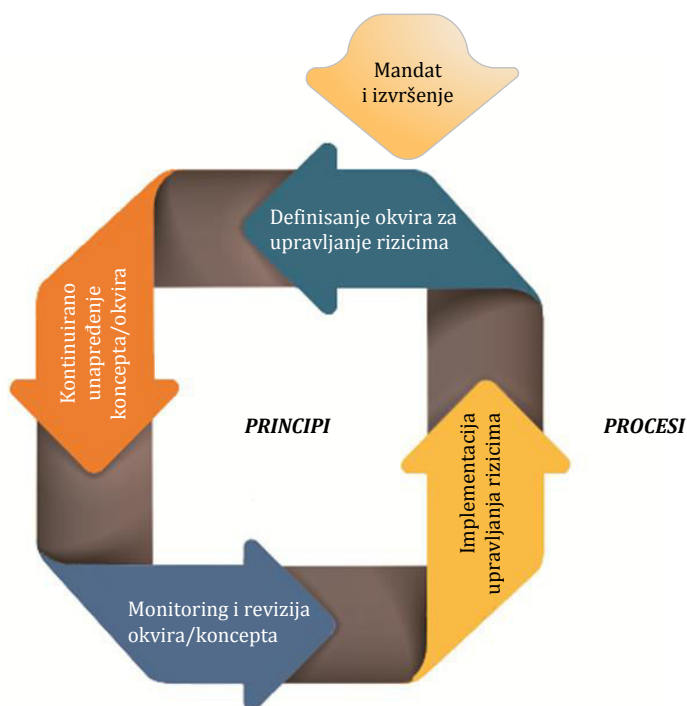 Mandat
i izvršenje
Definisanje okvira za
upravljanje rizicima
Kontinuirano
unapređenje
koncepta/okvira
PRINCIPI
PROCESI
Implementacija
upravljanja rizicima
Monitoring i revizija
okvira/koncepta